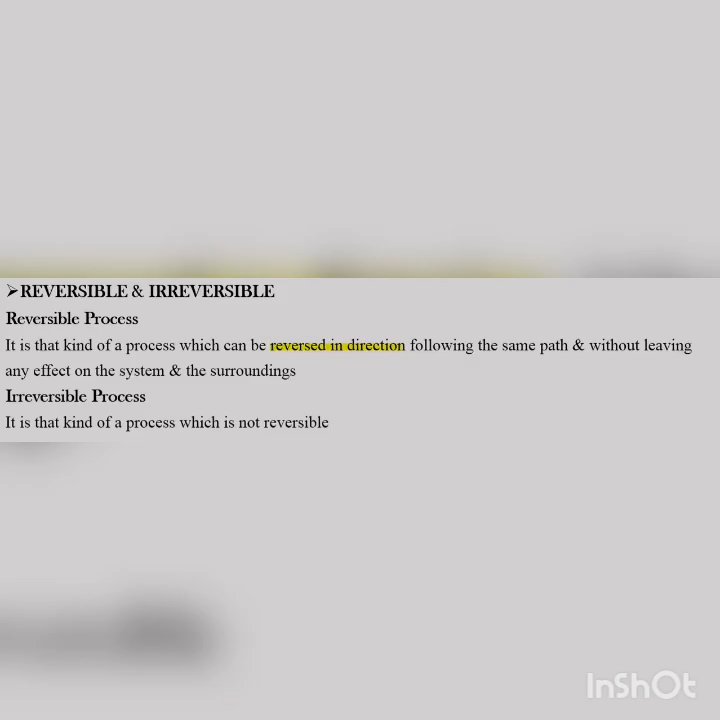 ➢REVERSIBLE & IRREVERSIBLE
Reversible Process
It is that kind of a process which can be reversed in direction following the same path & without leaving
any effect on the system & the surroundings
Irreversible Process
It is that kind of a process which is not reversible
InShOt